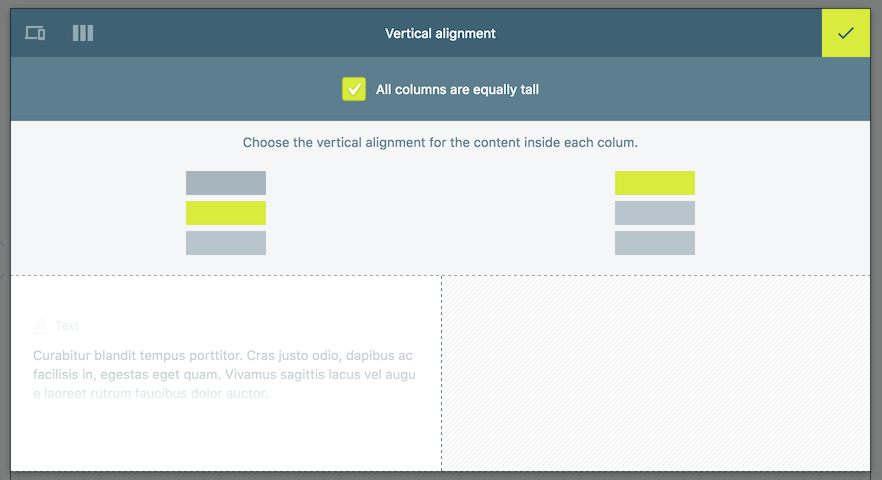 Vertical alignment
All columns are equally tall
Choose the vertical alignment for the content inside each colum.
Text
Curabitur blandit tempus porttitor. Cras justo odio, dapibus ac
facilisis in, egestas eget quam. Vivamus sagittis lacus vel augu
e laoreet rutrum faucibus dolor auctor.